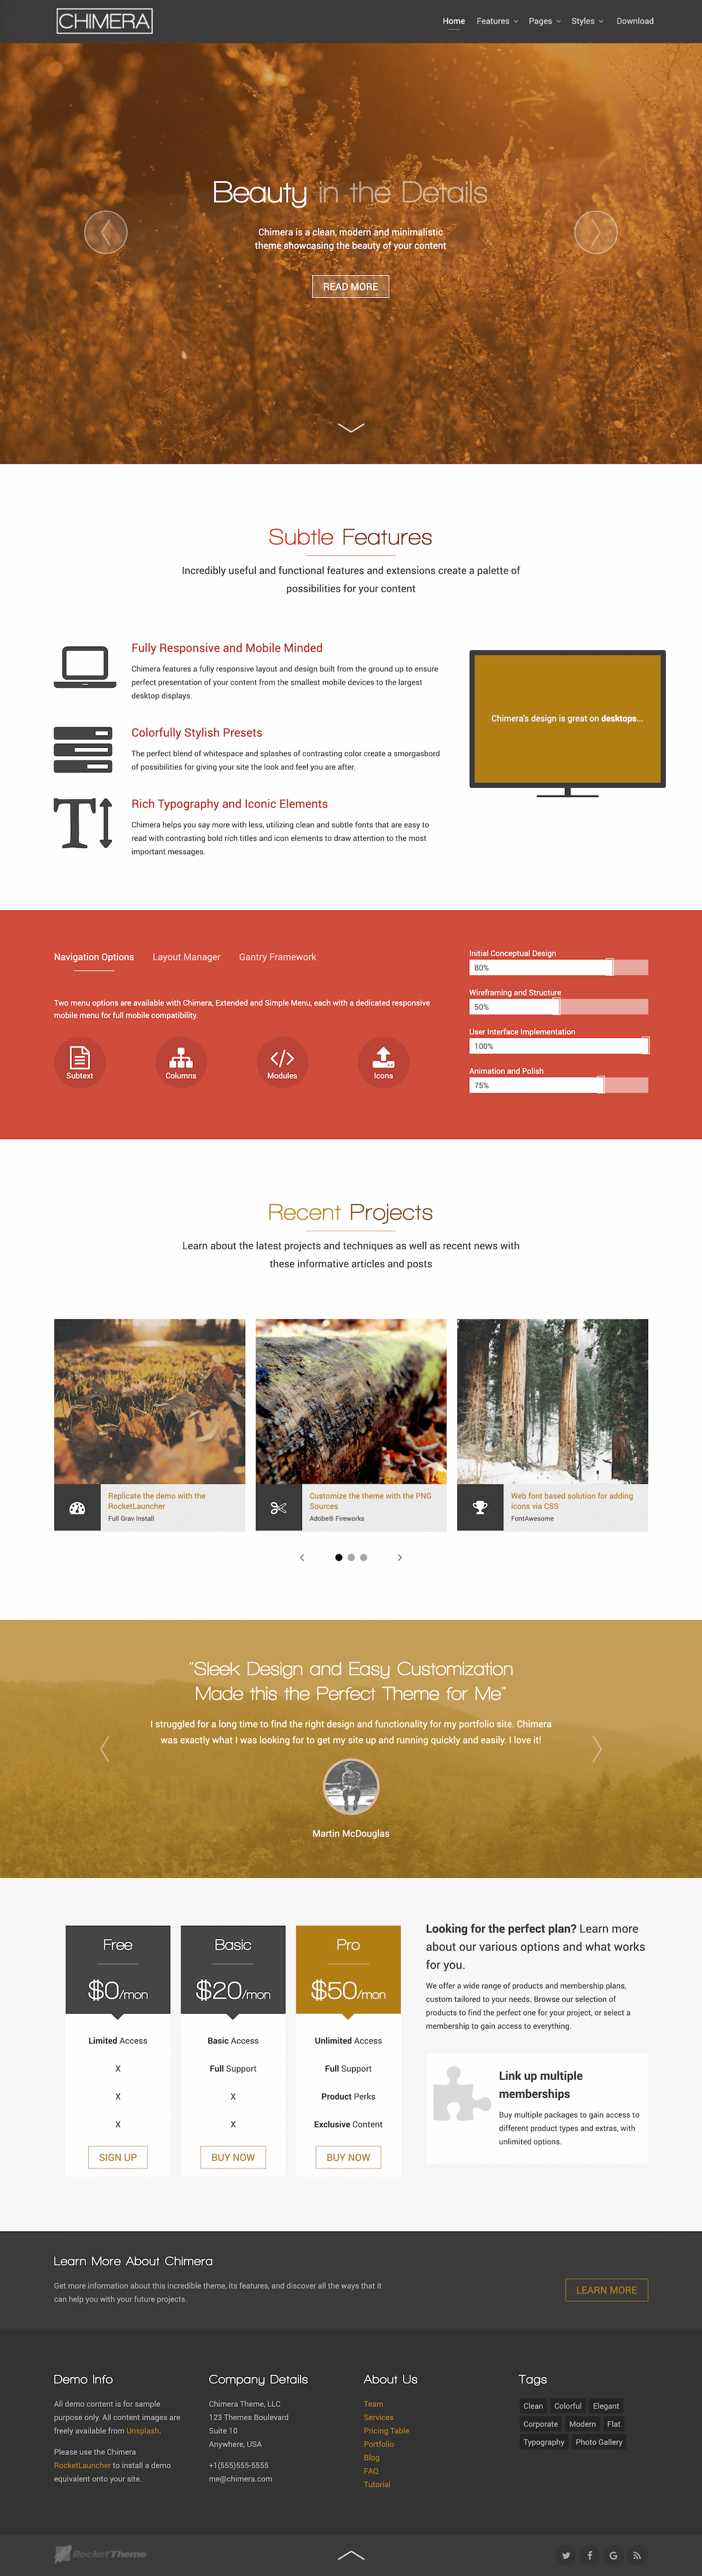 CHIMERA
Home Features Pages Styles Download
Beauty in the Details
Chimera is a clean, modern and minimalistic
theme showcasing the beauty of your content
READ MORE
Subtle Features
Incredibly useful and functional features and extensions create a palette of
possibilities for your content
Fully Responsive and Mobile Minded
Chimera features a fully responsive layout and design built from the ground up to ensure
perfect presentation of your content from the smallest mobile devices to the largest
desktop displays.
Colorfully Stylish Presets
The perfect blend of whitespace and splashes of contrasting color create a smorgasbord
of possibilities for giving your site the look and feel you are after.
Rich Typography and Iconic Elements
Chimera helps you say more with less, utilizing clean and subtle fonts that are easy to
read with contrasting bold rich titles and icon elements to draw attention to the most
important messages.
Chimera's design is great on desktops...
Navigation Options Layout Manager Gantry Framework
Two menu options are available with Chimera, Extended and Simple Menu, each with a dedicated responsive
mobile menu for full mobile compatibility.
Subtext Columns Modules Icons
Initial Conceptual Design
80%
Wireframing and Structure
50%
User Interface Implementation
100%
Animation and Polish
75%
Recent Projects
Learn about the latest projects and techniques as well as recent news with
these informative articles and posts
Replicate the demo with the
RocketLauncher
Full Grav Install
Customize the theme with the PNG
Sources
Adobe® Fireworks
Web font based solution for adding
icons via CSS
FontAwesome
"Sleek Design and Easy Customization
Made this the Perfect Theme for Me"
I struggled for a long time to find the right design and functionality for my portfolio site. Chimera
was exactly what I was looking for to get my site up and running quickly and easily. I love it!
Martin McDouglas
Free
$0/mon
Limited Access
X
X
X
SIGN UP
Basic
$20/mon
Basic Access
Full Support
X
X
BUY NOW
Pro
$50/mon
Unlimited Access
Full Support
Product Perks
Exclusive Content
BUY NOW
Looking for the perfect plan? Learn more
about our various options and what works
for you.
We offer a wide range of products and membership plans,
custom tailored to your needs. Browse our selection of
products to find the perfect one for your project, or select a
membership to gain access to everything.
Link up multiple
memberships
Buy multiple packages to gain access to
different product types and extras, with
unlimited options.
Learn More About Chimera
Get more information about this incredible theme, its features, and discover all the ways that it
can help you with your future projects.
LEARN MORE
Demo Info
All demo content is for sample
purpose only. All content images are
freely available from Unsplash.
Please use the Chimera
RocketLauncher to install a demo
equivalent onto your site.
Company Details
Chimera Theme, LLC
123 Themes Boulevard
Suite 10
Anywhere, USA
+1(555)555-5555
me@chimera.com
About Us
Team
Services
Pricing Table
Portfolio
Blog
FAQ
Tutorial
Tags
Clean Colorful Elegant
Corporate Modern Flat
Typography Photo Gallery
RocketTheme